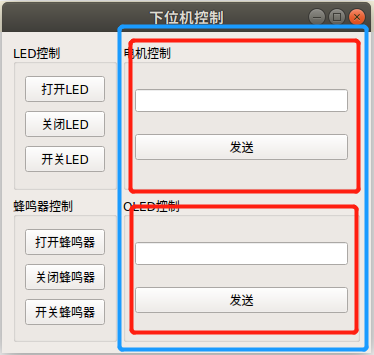 下位机控制
LED控制
打开LED
关闭LED
开关LED
电机控制
发送
蜂鸣器控制
打开蜂鸣器
关闭蜂鸣器
开关蜂鸣器
OLED控制
发送